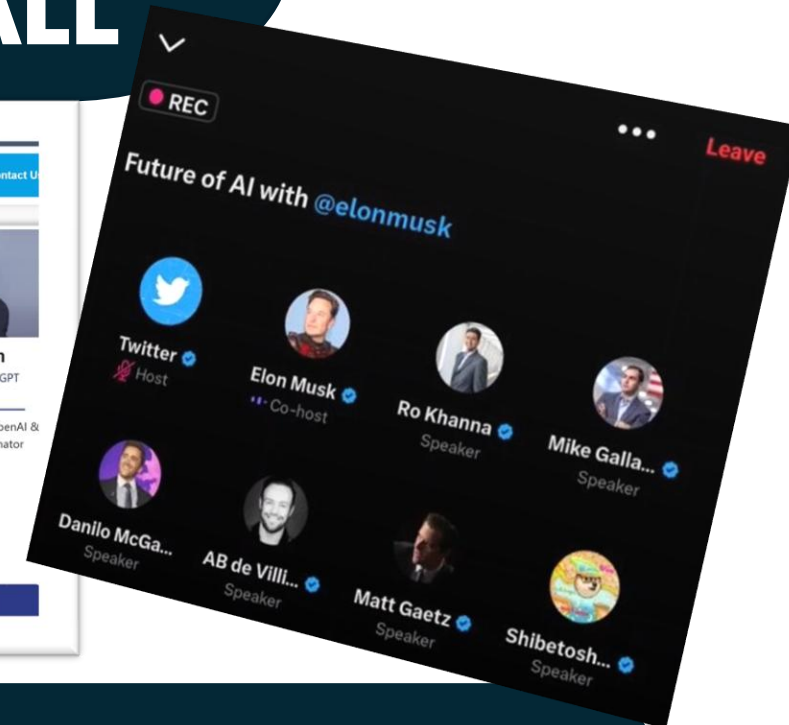 ALL
ontact U
n
GPT
penAI &
nator
REC
Leave
Future of AI with @elonmusk
Twitter
Host
Elon Musk
Co-host
Ro Khanna
Speaker
Mike Galla...
Speaker
Danilo McGa...
Speaker
AB de Villi...
Speaker
Matt Gaetz
Speaker
Shibetosh...
Speaker